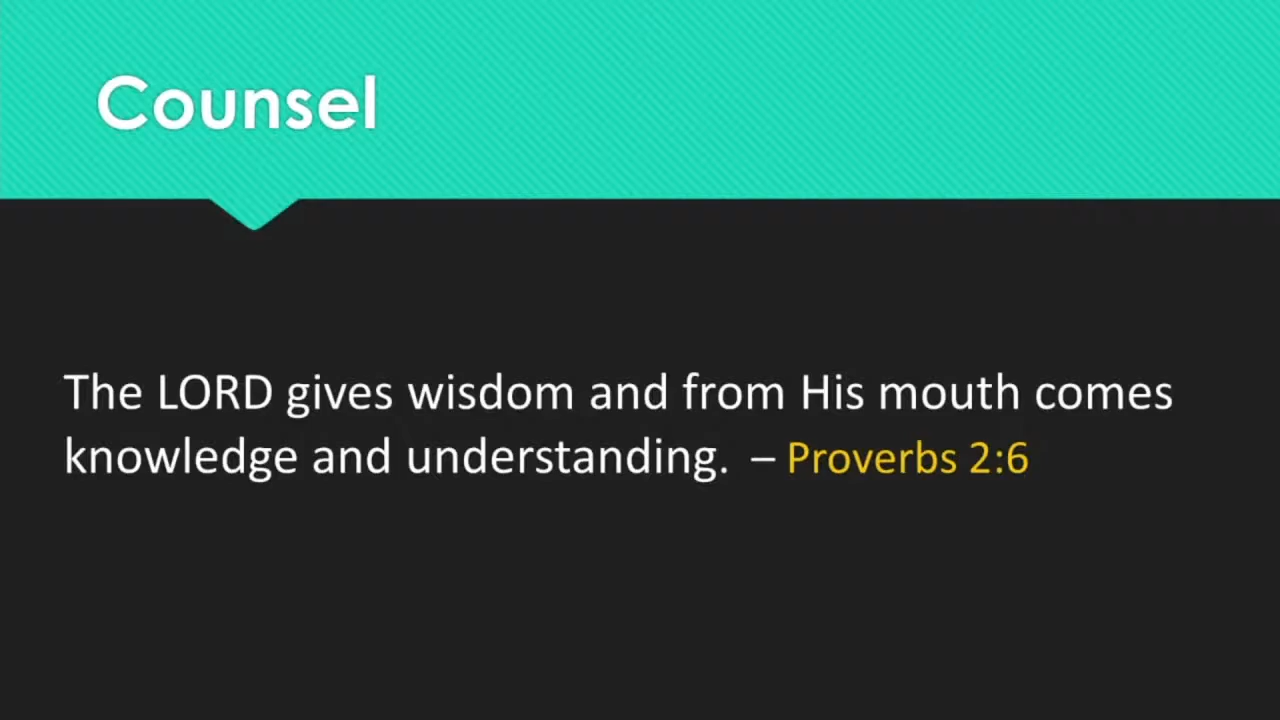 Counsel
The LORD gives wisdom and from His mouth comes
knowledge and understanding. – Proverbs 2:6